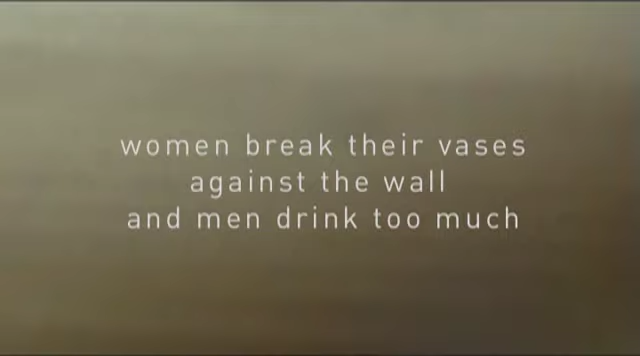 women break their vases
against the wall
and men drink too much